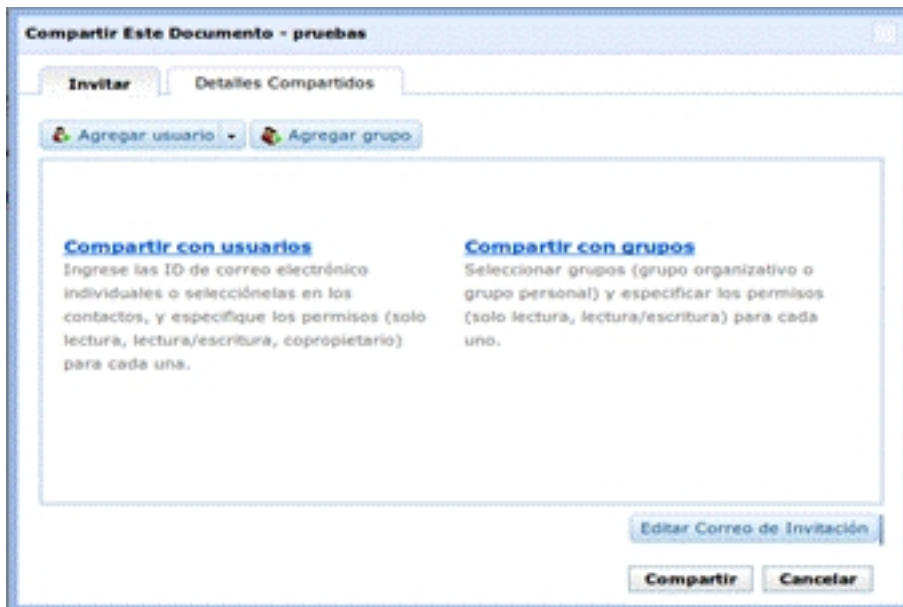 Compartir Este Documento - pruebas
Invitar
Detalles Compartidos
Agregar usuario
Agregar grupo
Compartir con usuarios
Ingrese las ID de correo electrónico
individuales o selecciónelas en los
contactos, y especifique los permisos (solo
lectura, lectura/escritura, copropietario)
para cada una.
Compartir con grupos
Seleccionar grupos (grupo organizativo o
grupo personal) y especificar los permisos
(solo lectura, lectura/escritura) para cada
uno.
Editar Correo de Invitación
Compartir
Cancelar